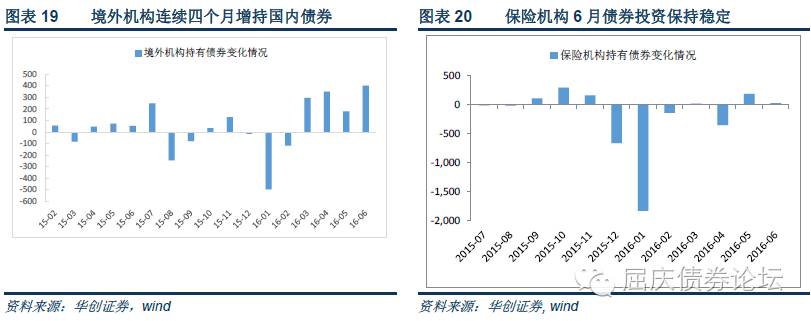 图表 19 境外机构连续四个月增持国内债券
境外机构持有债券变化情况
500
400
300
200
100
0
-100
-200
-300
-400
-500
-600
15-02 15-03 15-04 15-05 15-06 15-07 15-08 15-09 15-10 15-11 15-12 16-01 16-02 16-03 16-04 16-05 16-06
资料来源：华创证券，wind
图表 20 保险机构 6 月债券投资保持稳定
保险机构持有债券变化情况
500
0
-500
-1,000
-1,500
-2,000
2015-07 2015-08 2015-09 2015-10 2015-11 2015-12 2016-01 2016-02 2016-03 2016-04 2016-05 2016-06
屈庆债券论坛
资料来源：华创证券, wind